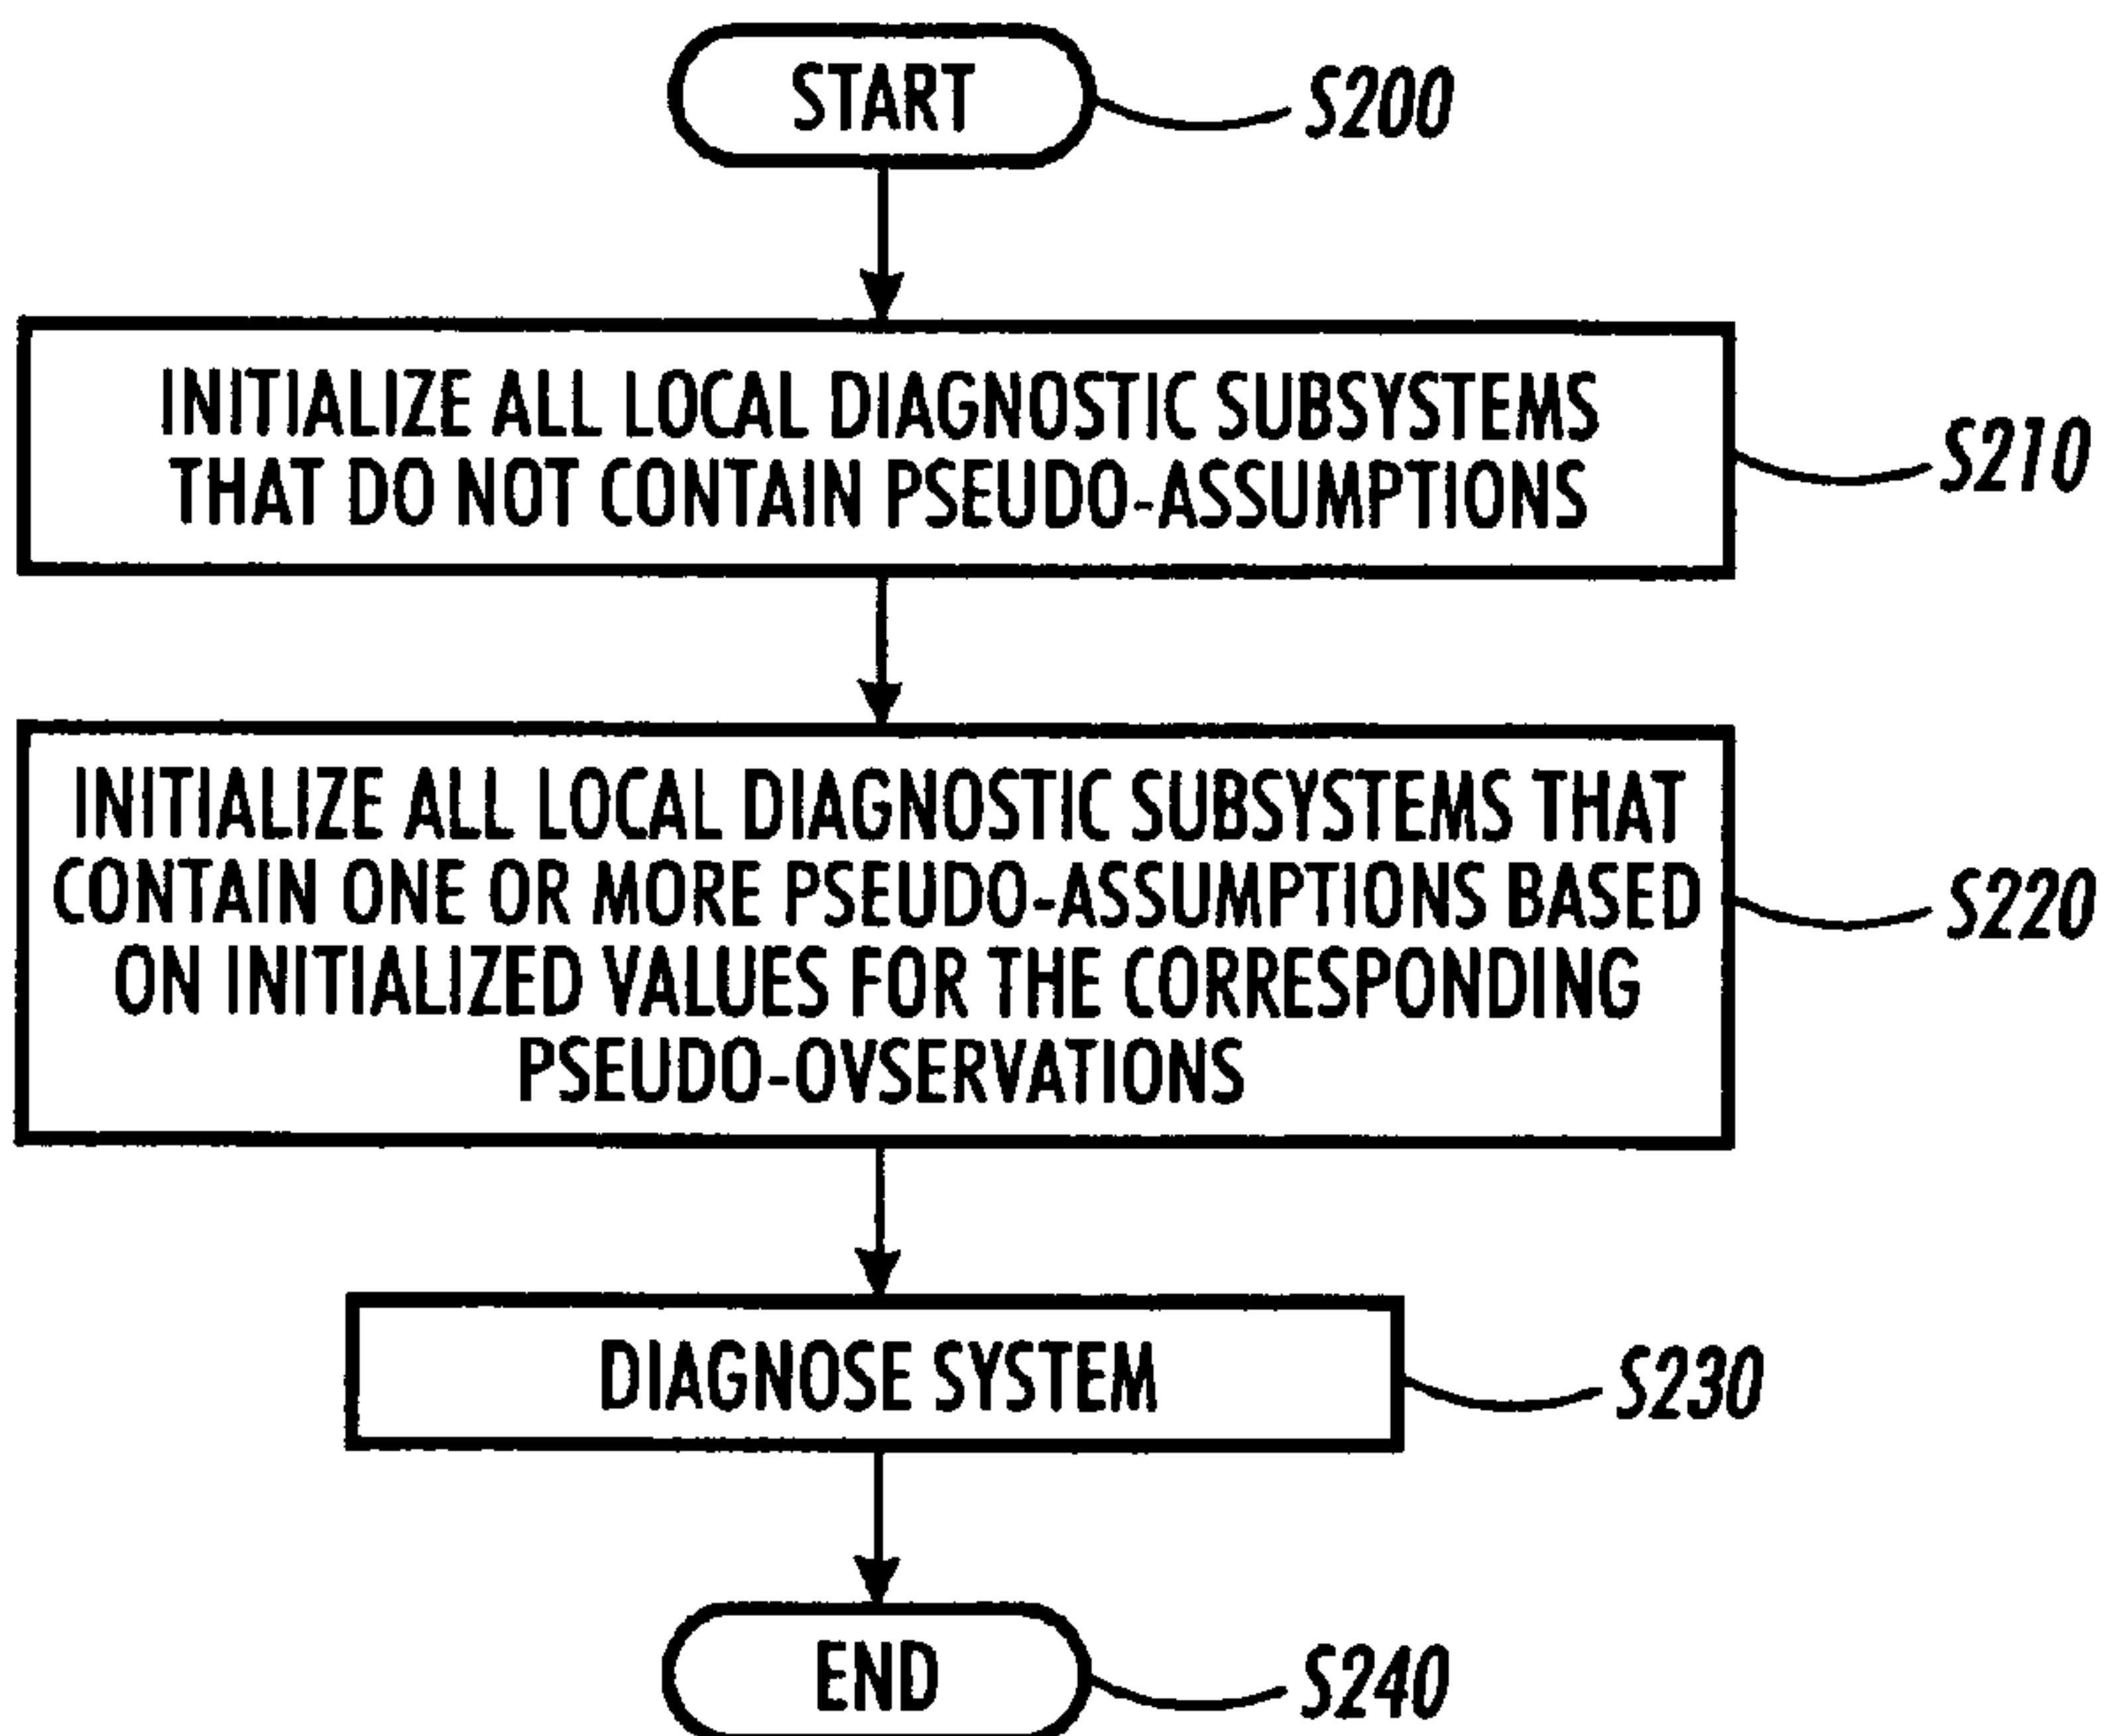 START
S200
INITIALIZE ALL LOCAL DIAGNOSTIC SUBSYSTEMS
THAT DO NOT CONTAIN PSEUDO-ASSUMPTIONS
S210
INITIALIZE ALL LOCAL DIAGNOSTIC SUBSYSTEMS THAT
CONTAIN ONE OR MORE PSEUDO-ASSUMPTIONS BASED
ON INITIALIZED VALUES FOR THE CORRESPONDING
PSEUDO-OVSERVATIONS
S220
DIAGNOSE SYSTEM
S230
END
S240